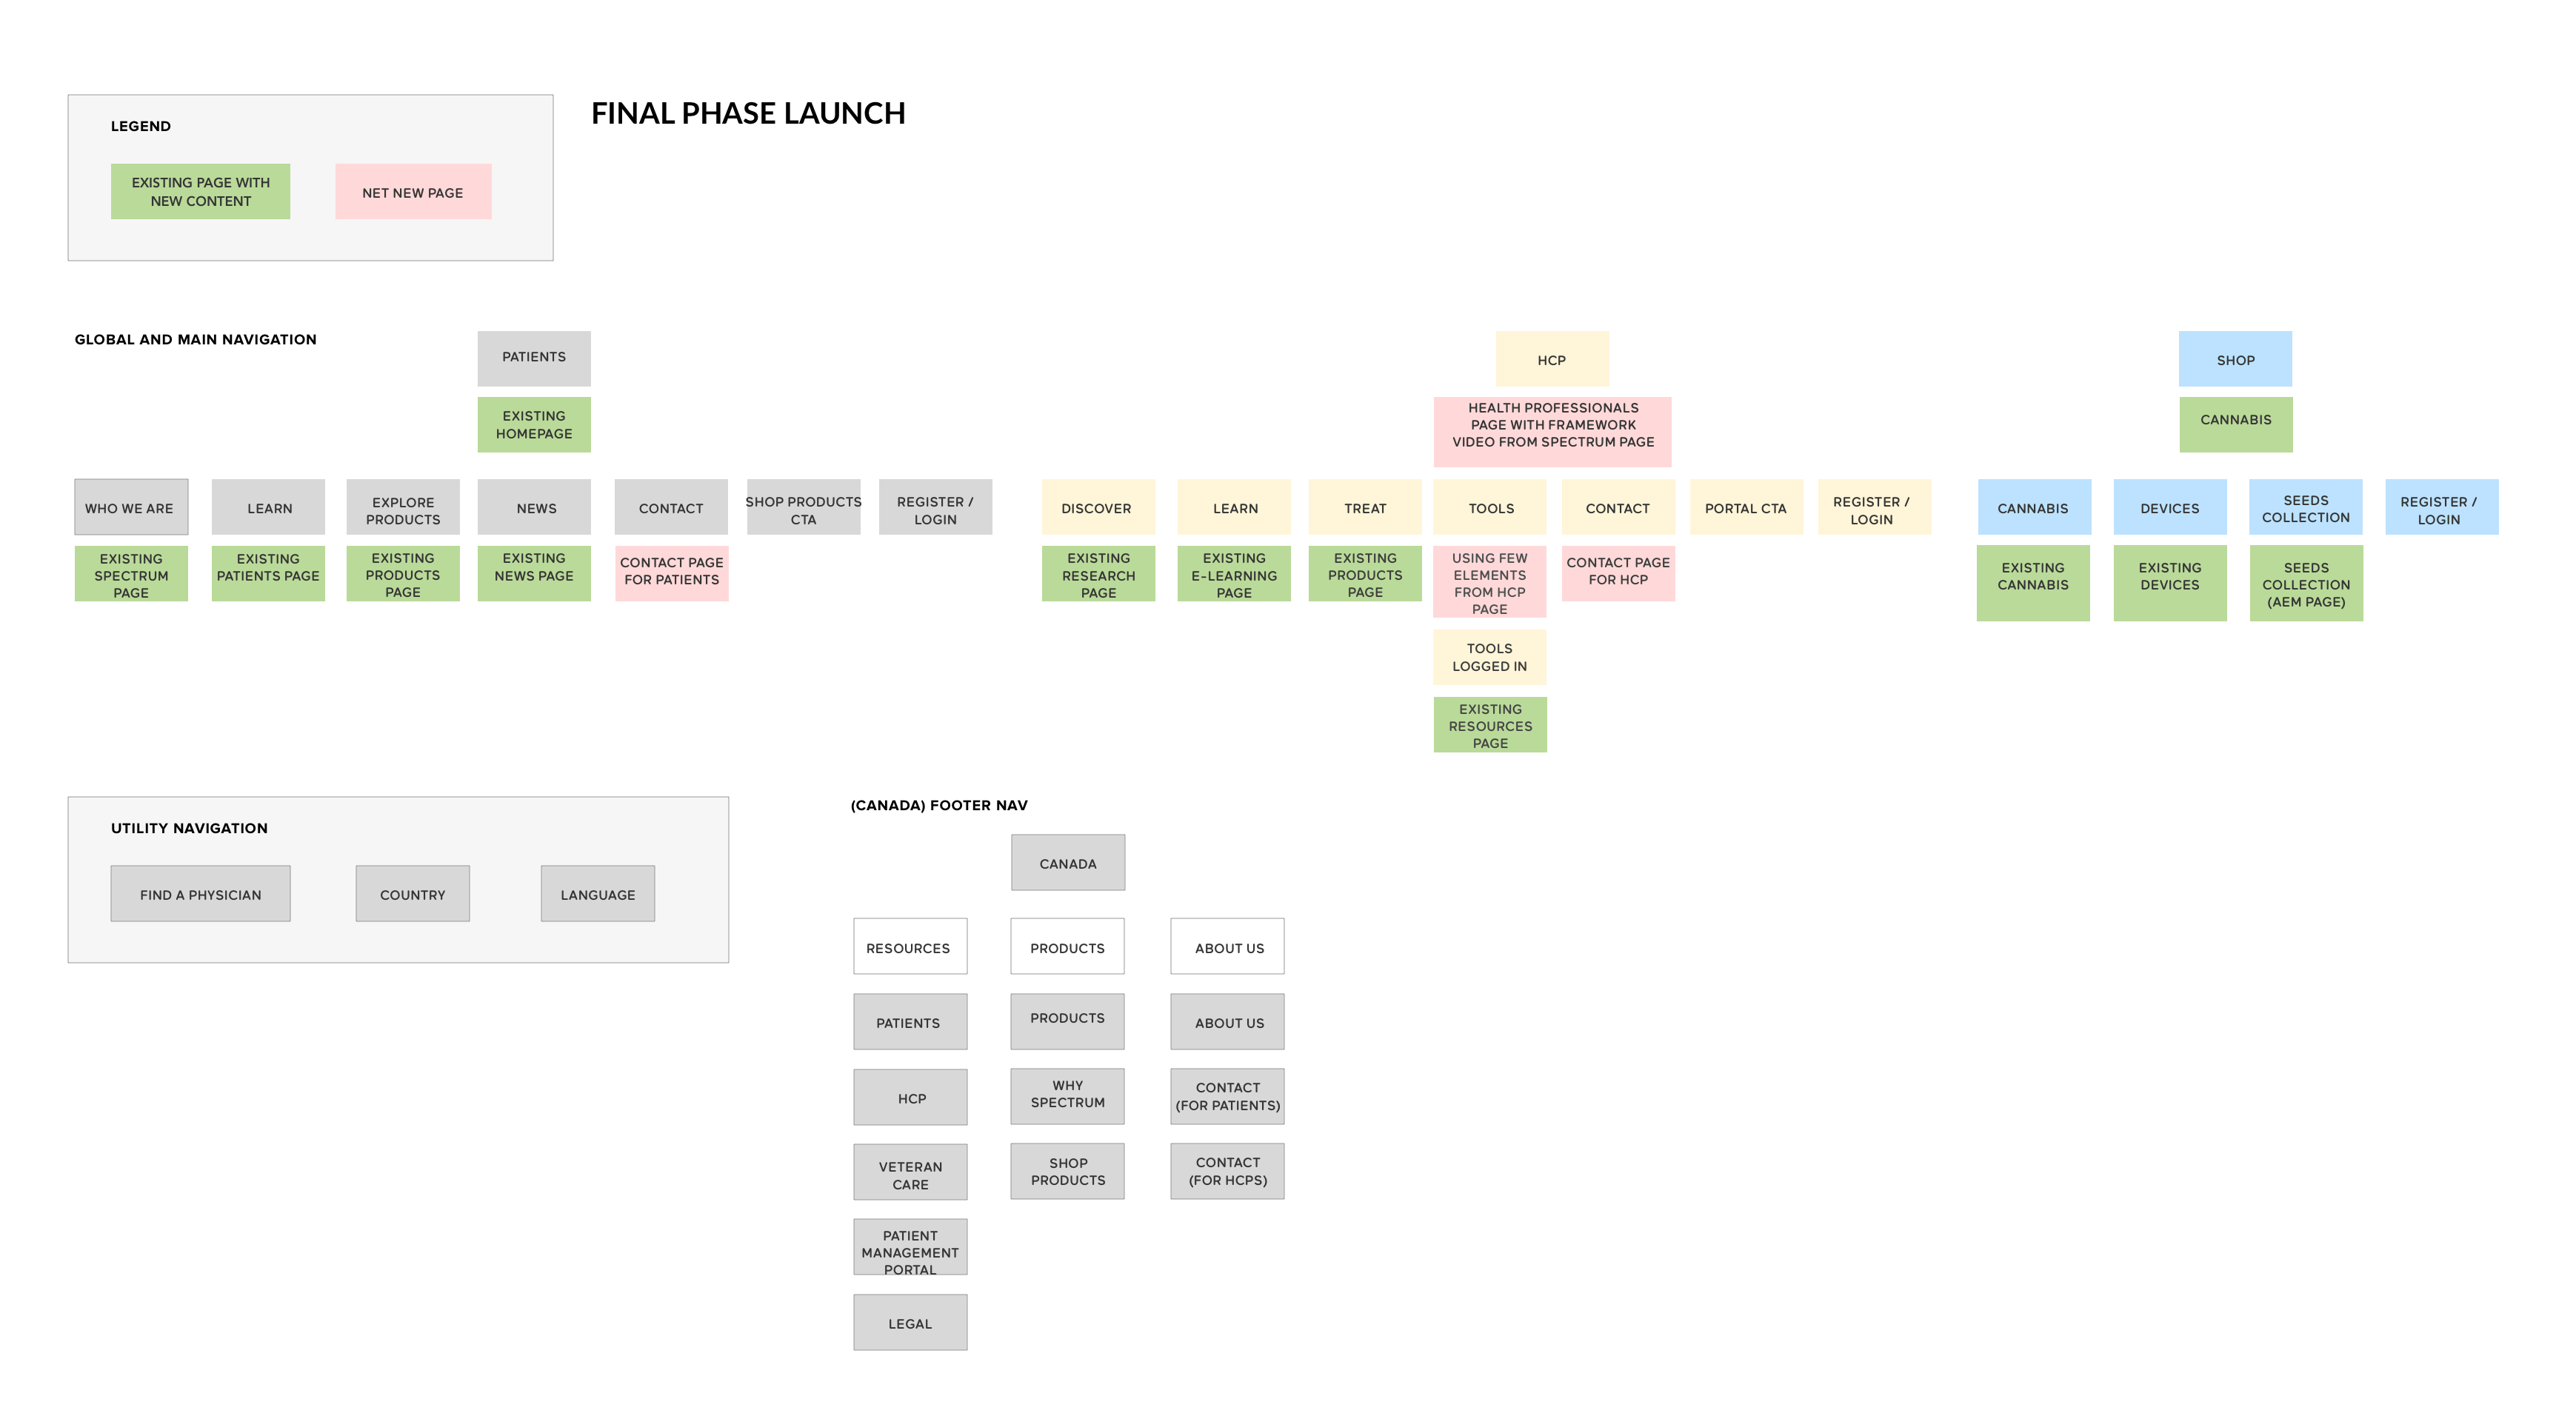 FINAL PHASE LAUNCH
LEGEND
EXISTING PAGE WITH
NEW CONTENT
NET NEW PAGE
GLOBAL AND MAIN NAVIGATION
PATIENTS
EXISTING
HOMEPAGE
WHO WE ARE
EXISTING
SPECTRUM
PAGE
LEARN
EXISTING
PATIENTS PAGE
EXPLORE
PRODUCTS
EXISTING
PRODUCTS
PAGE
NEWS
EXISTING
NEWS PAGE
CONTACT
CONTACT PAGE
FOR PATIENTS
SHOP PRODUCTS
CTA
REGISTER /
LOGIN
HCP
HEALTH PROFESSIONALS
PAGE WITH FRAMEWORK
VIDEO FROM SPECTRUM PAGE
DISCOVER
EXISTING
RESEARCH
PAGE
LEARN
EXISTING
E-LEARNING
PAGE
TREAT
EXISTING
PRODUCTS
PAGE
TOOLS
USING FEW
ELEMENTS
FROM HCP
PAGE
TOOLS
LOGGED IN
EXISTING
RESOURCES
PAGE
CONTACT
CONTACT PAGE
FOR HCP
PORTAL CTA
REGISTER /
LOGIN
SHOP
CANNABIS
CANNABIS
EXISTING
CANNABIS
DEVICES
EXISTING
DEVICES
SEEDS
COLLECTION
SEEDS
COLLECTION
(AEM PAGE)
REGISTER /
LOGIN
UTILITY NAVIGATION
FIND A PHYSICIAN
COUNTRY
LANGUAGE
(CANADA) FOOTER NAV
CANADA
RESOURCES
PATIENTS
HCP
VETERAN
CARE
PATIENT
MANAGEMENT
PORTAL
LEGAL
PRODUCTS
PRODUCTS
WHY
SPECTRUM
SHOP
PRODUCTS
ABOUT US
ABOUT US
CONTACT
(FOR PATIENTS)
CONTACT
(FOR HCPS)